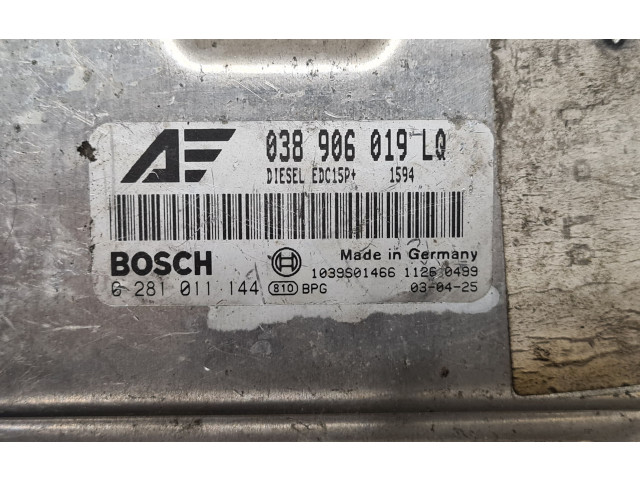 AF 038 906 019 LQ
DIESEL EDC15P+ 1594
BOSCH Made in Germany
1039S01466 1126 0499
0 281 011 144 810 BPG 03-04-25